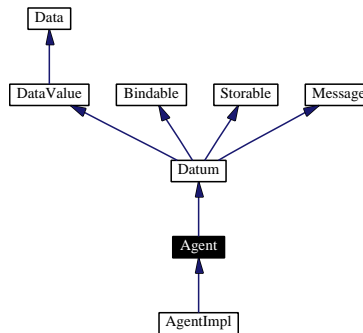 Data
DataValue Bindable Storable Message
Datum
Agent
AgentImpl